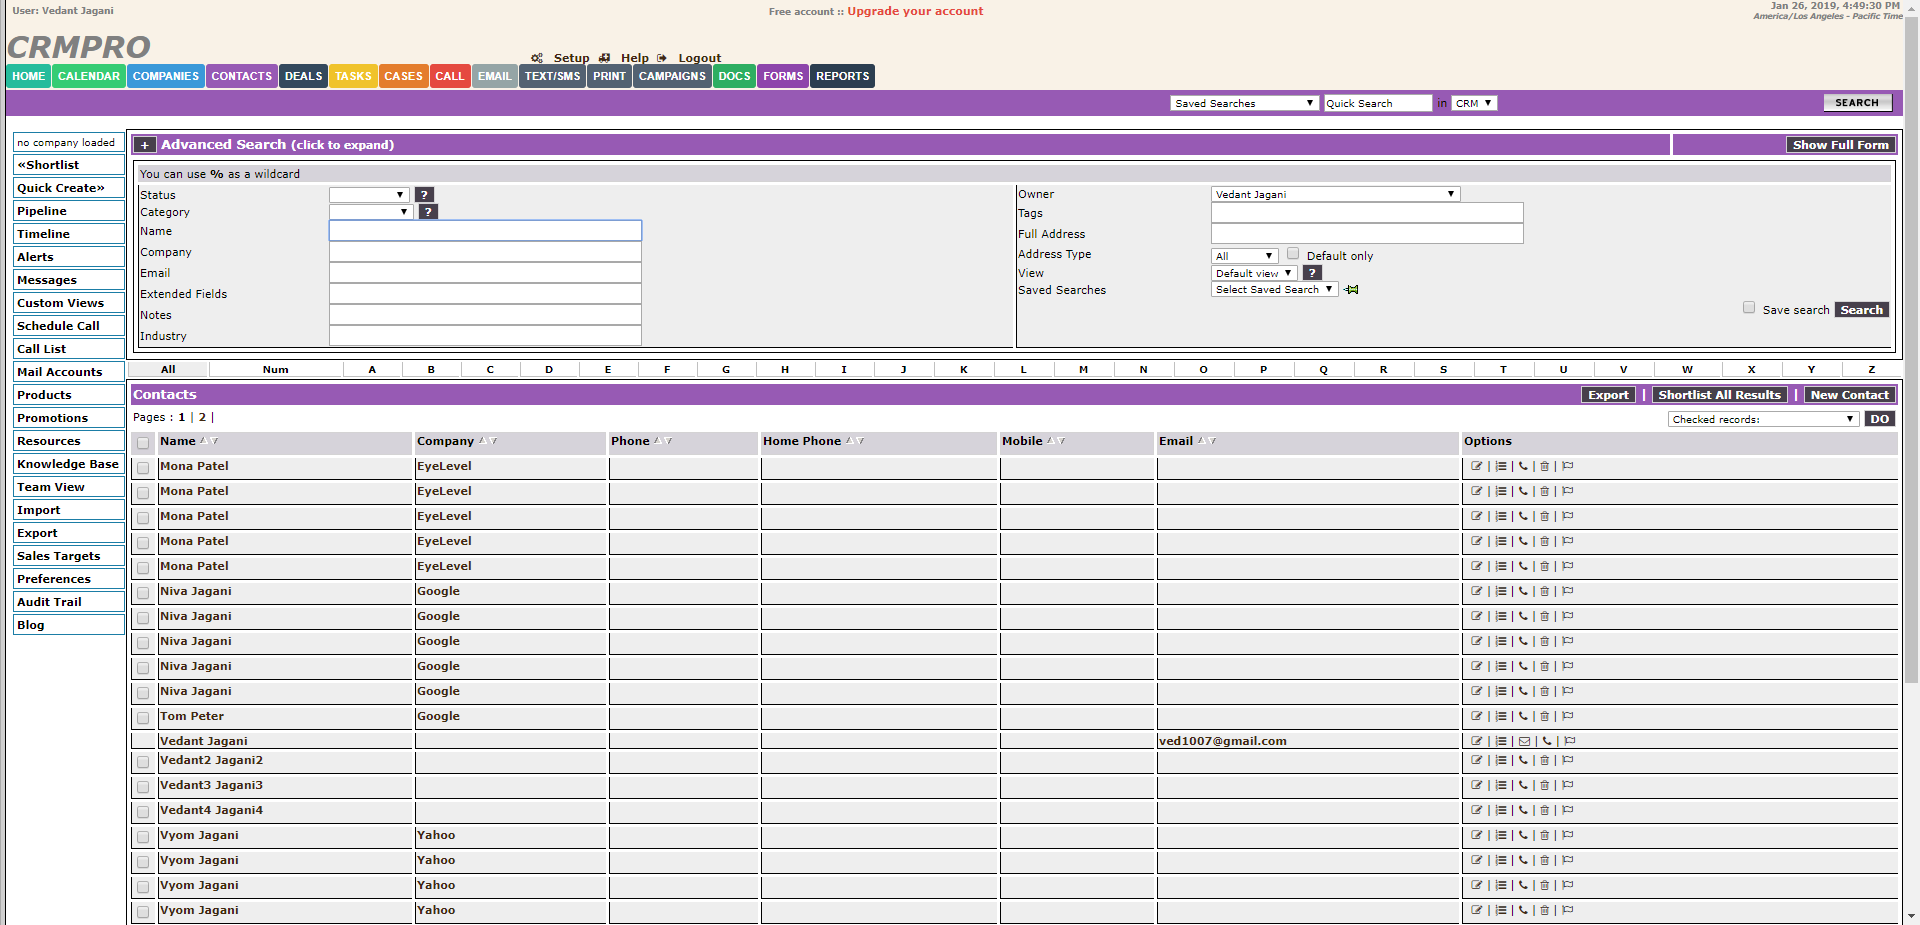 User: Vedant Jagani
Free account :: Upgrade your account
Jan 26, 2019, 4:49:30 PM
America/Los Angeles - Pacific Time
CRMPRO
Setup Help Logout
HOME CALENDAR COMPANIES CONTACTS DEALS TASKS CASES CALL EMAIL TEXT/SMS PRINT CAMPAIGNS DOCS FORMS REPORTS
Saved Searches Quick Search in CRM SEARCH
no company loaded
«Shortlist
Quick Create»
Pipeline
Timeline
Alerts
Messages
Custom Views
Schedule Call
Call List
Mail Accounts
Products
Promotions
Resources
Knowledge Base
Team View
Import
Export
Sales Targets
Preferences
Audit Trail
Blog
+ Advanced Search (click to expand) Show Full Form
You can use % as a wildcard
Status ?
Category ?
Name
Company
Email
Extended Fields
Notes
Industry
Owner Vedant Jagani
Tags
Full Address
Address Type All Default only
View Default view ?
Saved Searches Select Saved Search
Save search Search
All Num A B C D E F G H I J K L M N O P Q R S T U V W X Y Z
Contacts Export | Shortlist All Results | New Contact
Pages : 1 | 2 |
Checked records: DO
Name Company Phone Home Phone Mobile Email Options
Mona Patel EyeLevel
Mona Patel EyeLevel
Mona Patel EyeLevel
Mona Patel EyeLevel
Mona Patel EyeLevel
Niva Jagani Google
Niva Jagani Google
Niva Jagani Google
Niva Jagani Google
Niva Jagani Google
Tom Peter Google
Vedant Jagani ved1007@gmail.com
Vedant2 Jagani2
Vedant3 Jagani3
Vedant4 Jagani4
Vyom Jagani Yahoo
Vyom Jagani Yahoo
Vyom Jagani Yahoo
Vyom Jagani Yahoo